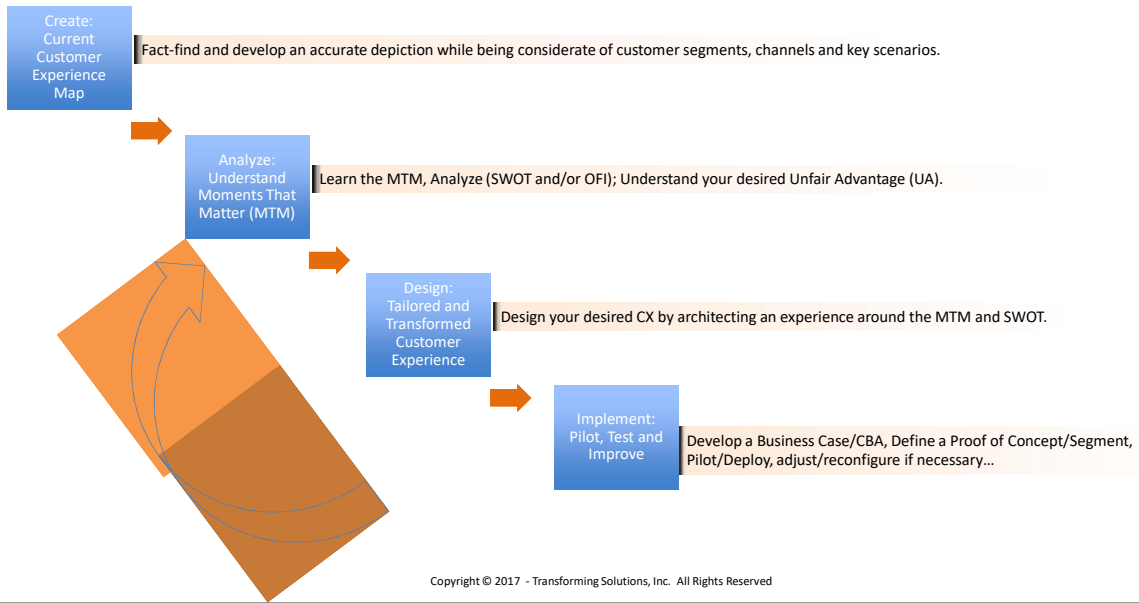 Create:
Current
Customer
Experience
Map
Fact-find and develop an accurate depiction while being considerate of customer segments, channels and key scenarios.
Analyze:
Understand
Moments That
Matter (MTM)
Learn the MTM, Analyze (SWOT and/or OFI); Understand your desired Unfair Advantage (UA).
Design:
Tailored and
Transformed
Customer
Experience
Design your desired CX by architecting an experience around the MTM and SWOT.
Implement:
Pilot, Test and
Improve
Develop a Business Case/CBA, Define a Proof of Concept/Segment,
Pilot/Deploy, adjust/reconfigure if necessary…
Copyright © 2017 - Transforming Solutions, Inc. All Rights Reserved